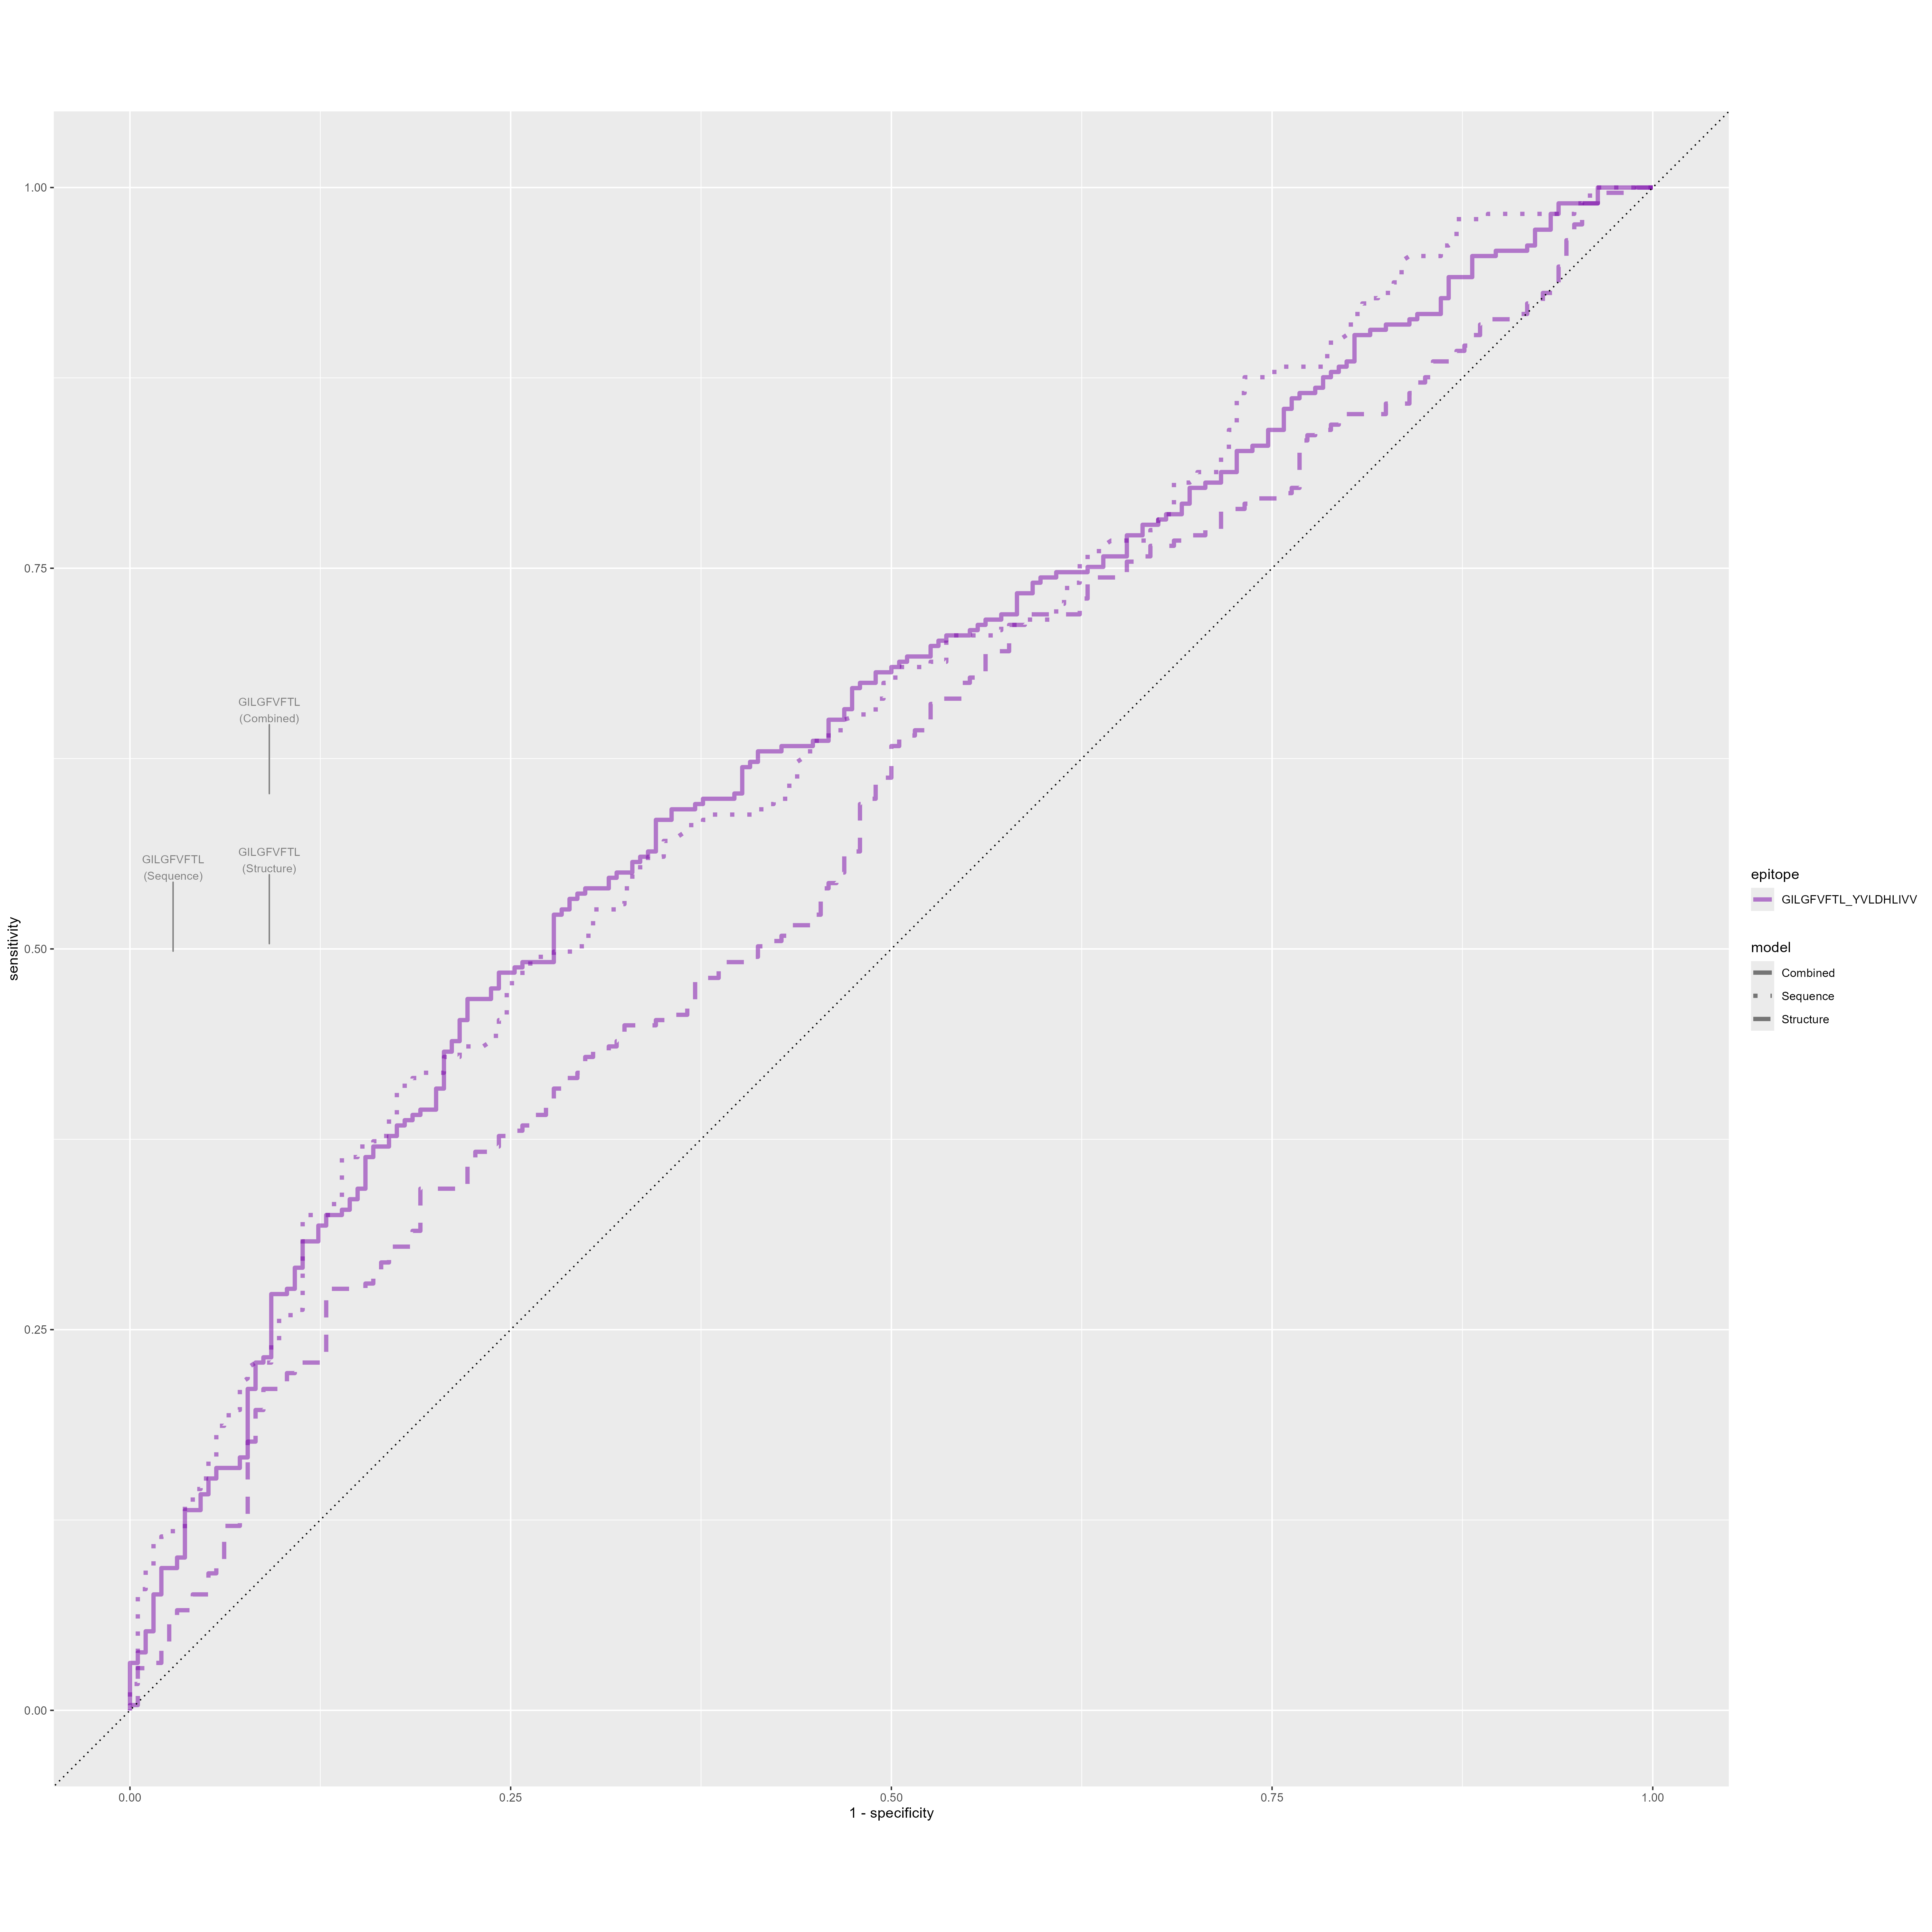 1.00
0.75
0.50
0.25
0.00
sensitivity
GILGFVFTL
(Combined)
GILGFVFTL
(Sequence)
GILGFVFTL
(Structure)
0.00
0.25
0.50
0.75
1.00
1 - specificity
epitope
GILGFVFTL_YVLDHLIVV
model
Combined
Sequence
Structure